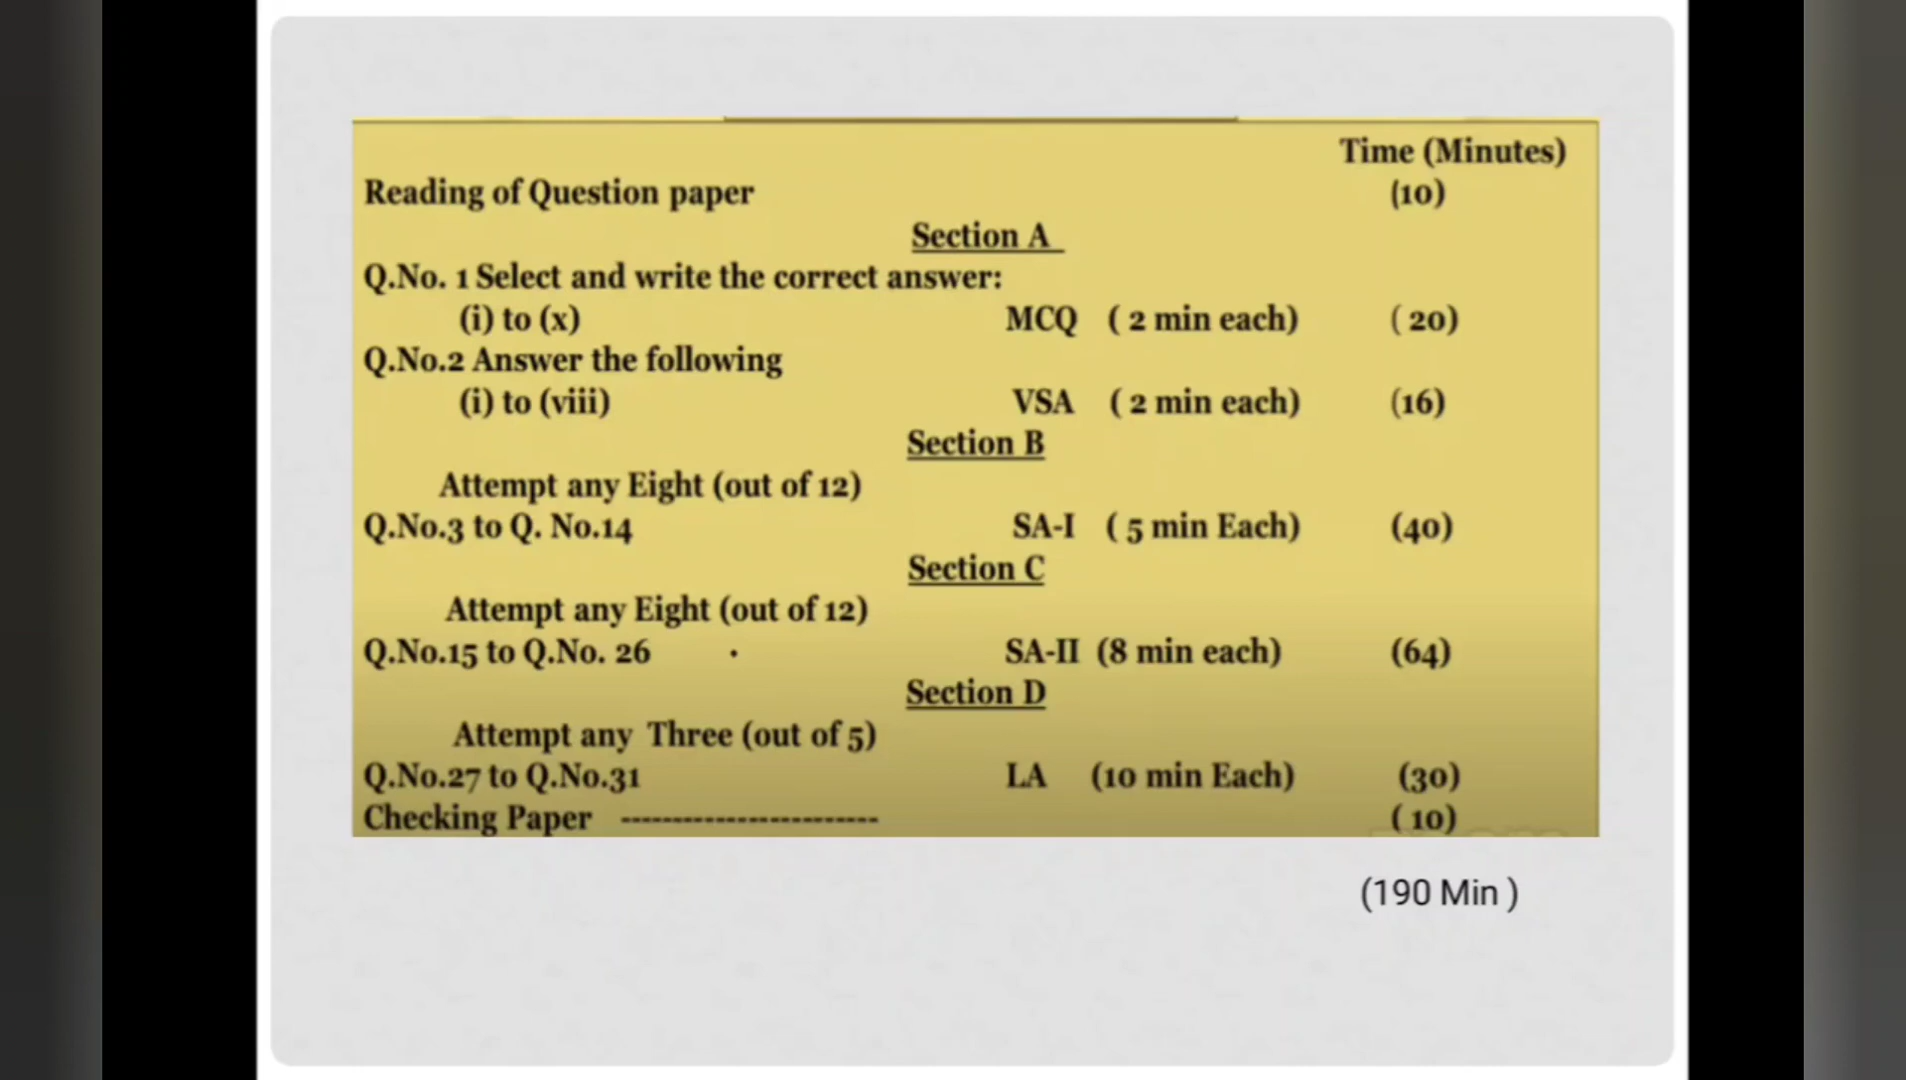 Time (Minutes)
Reading of Question paper (10)
Section A
Q.No. 1 Select and write the correct answer:
(i) to (x) MCQ ( 2 min each) ( 20)
Q.No.2 Answer the following
(i) to (viii) VSA ( 2 min each) (16)
Section B
Attempt any Eight (out of 12)
Q.No.3 to Q. No.14 SA-I ( 5 min Each) (40)
Section C
Attempt any Eight (out of 12)
Q.No.15 to Q.No. 26 SA-II (8 min each) (64)
Section D
Attempt any Three (out of 5)
Q.No.27 to Q.No.31 LA (10 min Each) (30)
Checking Paper ------------------------ ( 10)
(190 Min )